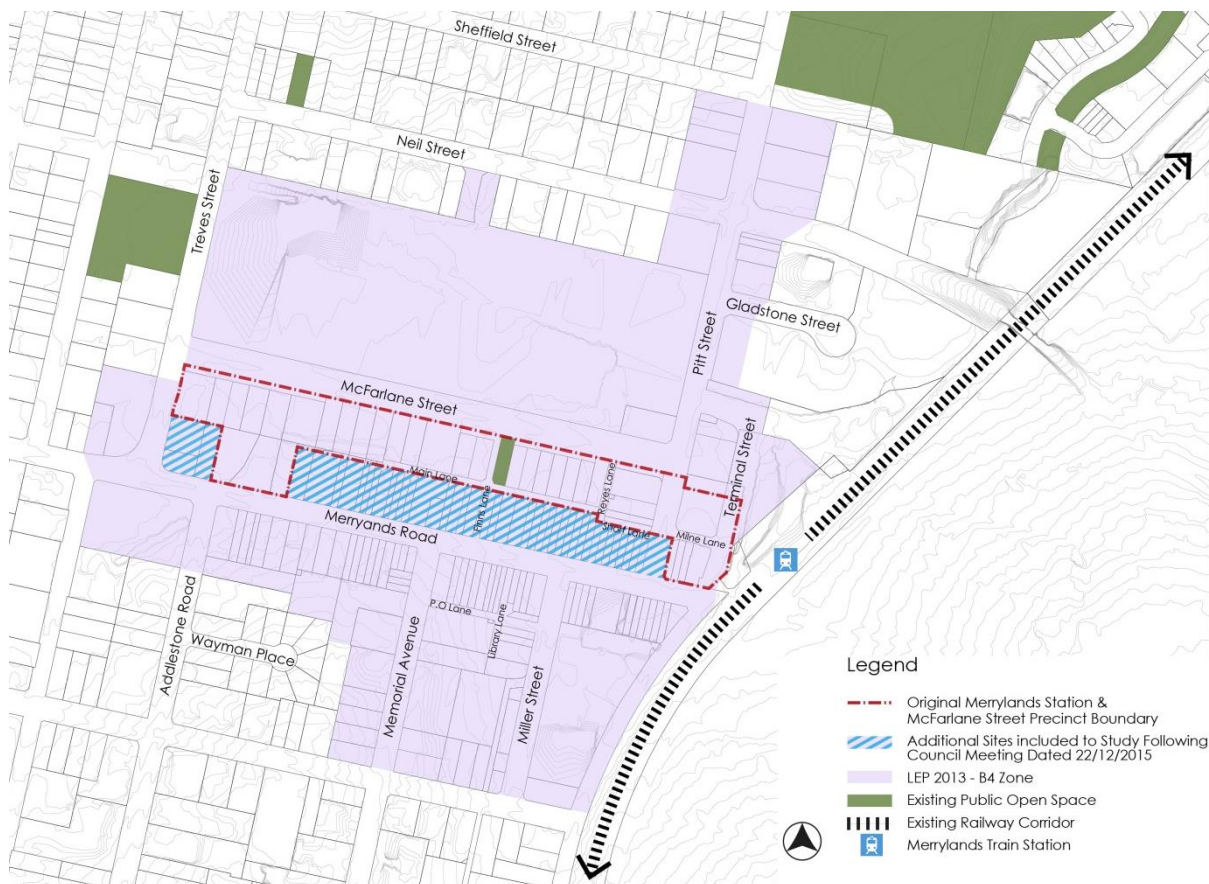 Sheffield Street
Neil Street
Treves Street
Gladstone Street
Pitt Street
McFarlane Street
Terminal Street
Main Lane
Finns Lane
Reyes Lane
Short Lane
Milne Lane
Merryands Road
P.O Lane
Library Lane
Addlestone Road
Wayman Place
Memorial Avenue
Miller Street
Legend
Original Merrylands Station &
McFarlane Street Precinct Boundary
Additional Sites included to Study Following
Council Meeting Dated 22/12/2015
LEP 2013 - B4 Zone
Existing Public Open Space
Existing Railway Corridor
Merrylands Train Station